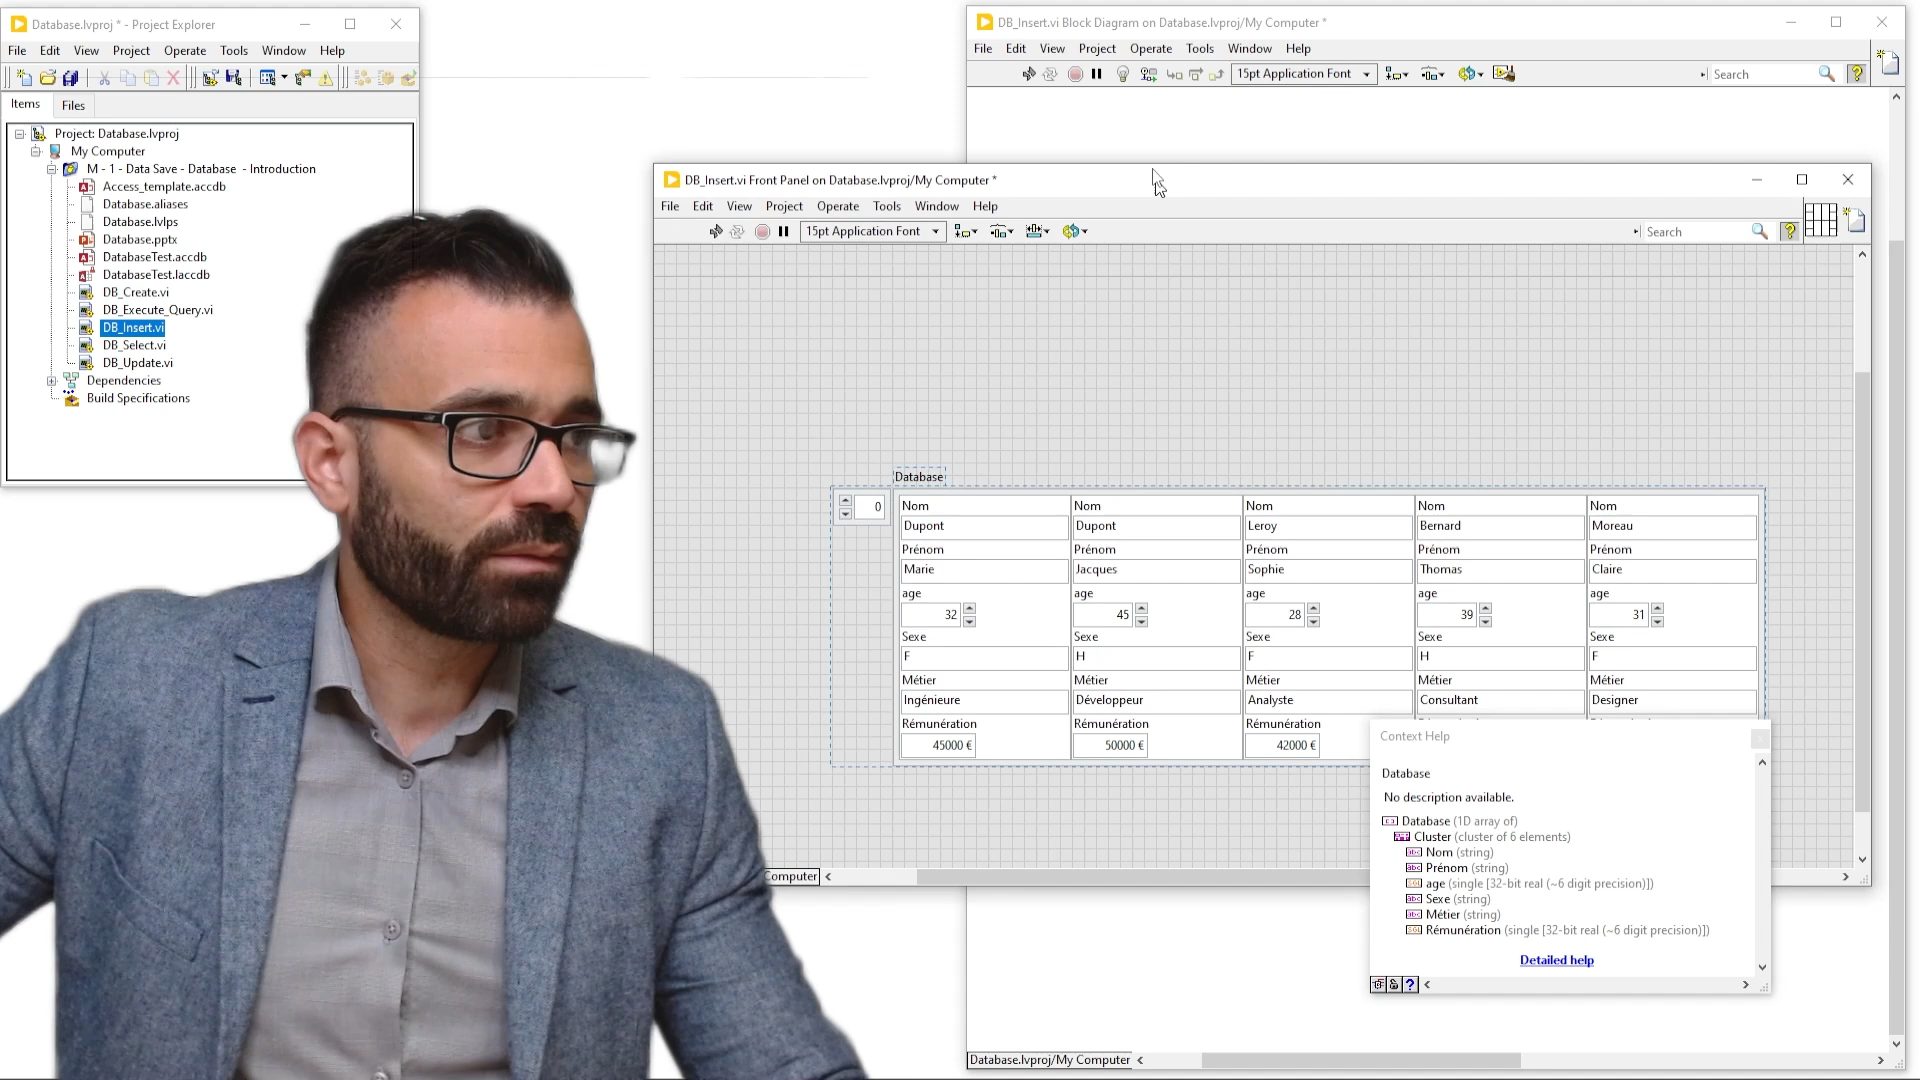 Database.lvproj * - Project Explorer
File Edit View Project Operate Tools Window Help
Items Files
Project: Database.lvproj
My Computer
M - 1 - Data Save - Database - Introduction
Access_template.accdb
Database.aliases
Database.lvlps
Database.pptx
DatabaseTest.accdb
DatabaseTest.laccdb
DB_Create.vi
DB_Execute_Query.vi
DB_Insert.vi
DB_Select.vi
DB_Update.vi
Dependencies
Build Specifications
DB_Insert.vi Block Diagram on Database.lvproj/My Computer *
File Edit View Project Operate Tools Window Help
15pt Application Font Search
DB_Insert.vi Front Panel on Database.lvproj/My Computer *
File Edit View Project Operate Tools Window Help
15pt Application Font Search
Database
0
Nom Nom Nom Nom Nom
Dupont Dupont Leroy Bernard Moreau
Prénom Prénom Prénom Prénom Prénom
Marie Jacques Sophie Thomas Claire
age age age age age
32 45 28 39 31
Sexe Sexe Sexe Sexe Sexe
F H F H F
Métier Métier Métier Métier Métier
Ingénieure Développeur Analyste Consultant Designer
Rémunération Rémunération Rémunération
45000 € 50000 € 42000 €
Computer
Context Help
Database
No description available.
Database (1D array of)
Cluster (cluster of 6 elements)
Nom (string)
Prénom (string)
age (single [32-bit real (~6 digit precision)])
Sexe (string)
Métier (string)
Rémunération (single [32-bit real (~6 digit precision)])
Detailed help
Database.lvproj/My Computer